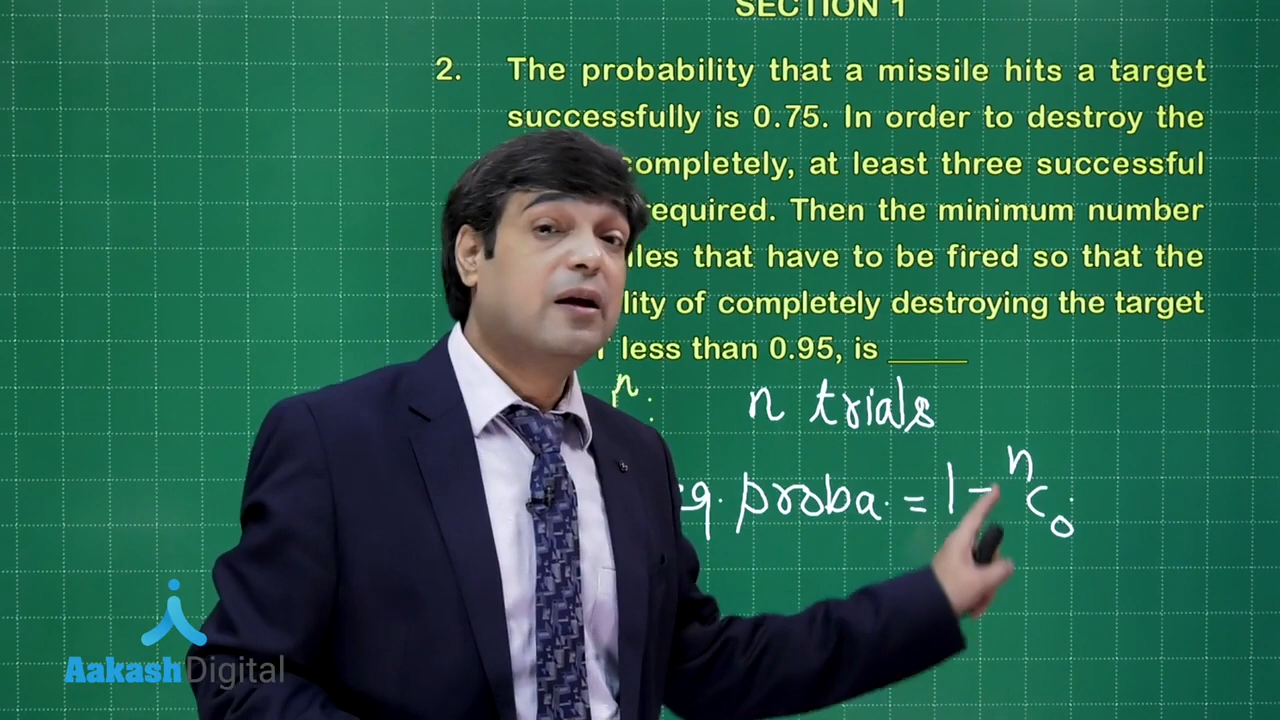 SECTION 1
2. The probability that a missile hits a target
successfully is 0.75. In order to destroy the
completely, at least three successful
required. Then the minimum number
that have to be fired so that the
of completely destroying the target
less than 0.95, is _____
n: n trials
proba. = 1 - ⁿC₀
Aakash Digital